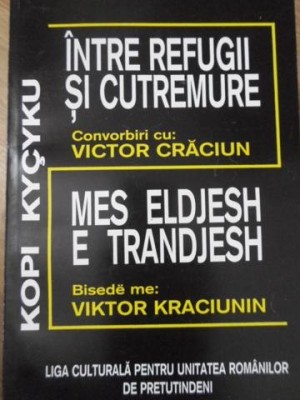 KOPI KYÇYKU
ÎNTRE REFUGII
ȘI CUTREMURE
Convorbiri cu:
VICTOR CRĂCIUN
MES ELDJESH
E TRANDJESH
Bisedë me:
VIKTOR KRACIUNIN
LIGA CULTURALĂ PENTRU UNITATEA ROMÂNILOR
DE PRETUTINDENI